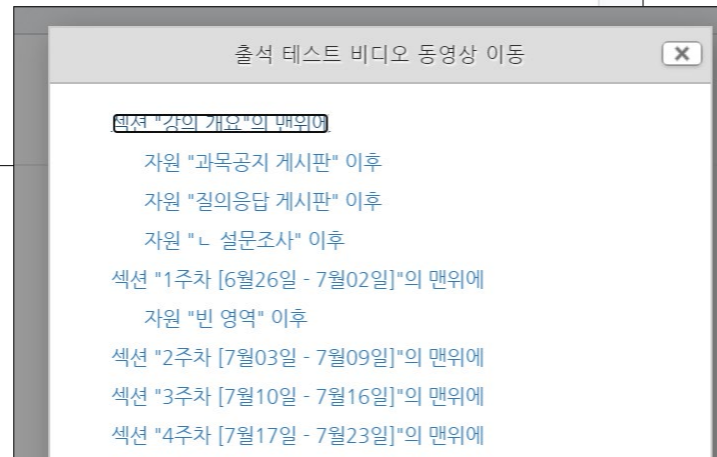 출석 테스트 비디오 동영상 이동
섹션 "강의 개요"의 맨위에
자원 "과목공지 게시판" 이후
자원 "질의응답 게시판" 이후
자원 "ㄴ 설문조사" 이후
섹션 "1주차 [6월26일 - 7월02일]"의 맨위에
자원 "빈 영역" 이후
섹션 "2주차 [7월03일 - 7월09일]"의 맨위에
섹션 "3주차 [7월10일 - 7월16일]"의 맨위에
섹션 "4주차 [7월17일 - 7월23일]"의 맨위에